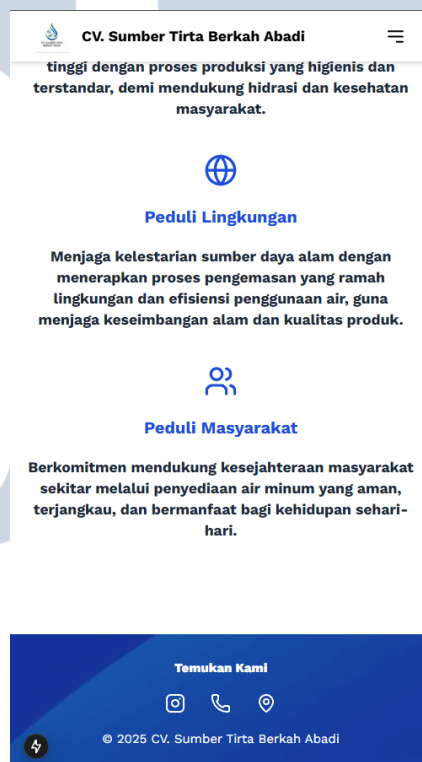 CV. Sumber Tirta Berkah Abadi
tinggi dengan proses produksi yang higienis dan
terstandar, demi mendukung hidrasi dan kesehatan
masyarakat.
Peduli Lingkungan
Menjaga kelestarian sumber daya alam dengan
menerapkan proses pengemasan yang ramah
lingkungan dan efisiensi penggunaan air, guna
menjaga keseimbangan alam dan kualitas produk.
Peduli Masyarakat
Berkomitmen mendukung kesejahteraan masyarakat
sekitar melalui penyediaan air minum yang aman,
terjangkau, dan bermanfaat bagi kehidupan sehari-
hari.
Temukan Kami
© 2025 CV. Sumber Tirta Berkah Abadi